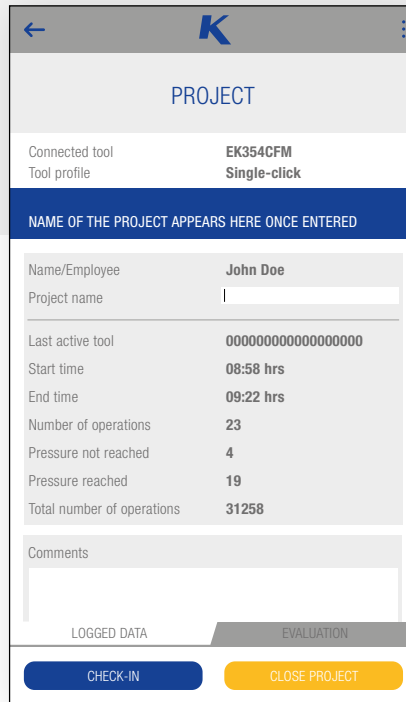 K
PROJECT
Connected tool EK354CFM
Tool profile Single-click
NAME OF THE PROJECT APPEARS HERE ONCE ENTERED
Name/Employee John Doe
Project name
Last active tool 000000000000000000
Start time 08:58 hrs
End time 09:22 hrs
Number of operations 23
Pressure not reached 4
Pressure reached 19
Total number of operations 31258
Comments
LOGGED DATA EVALUATION
CHECK-IN CLOSE PROJECT